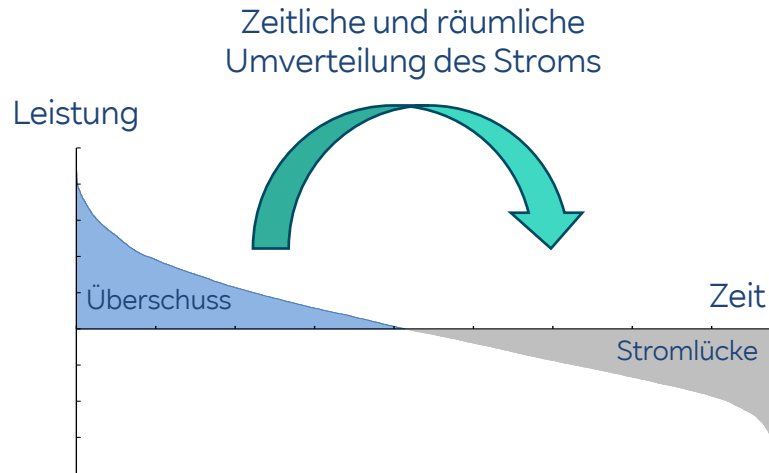 Zeitliche und räumliche
Umverteilung des Stroms
Leistung
Überschuss
Zeit
Stromlücke